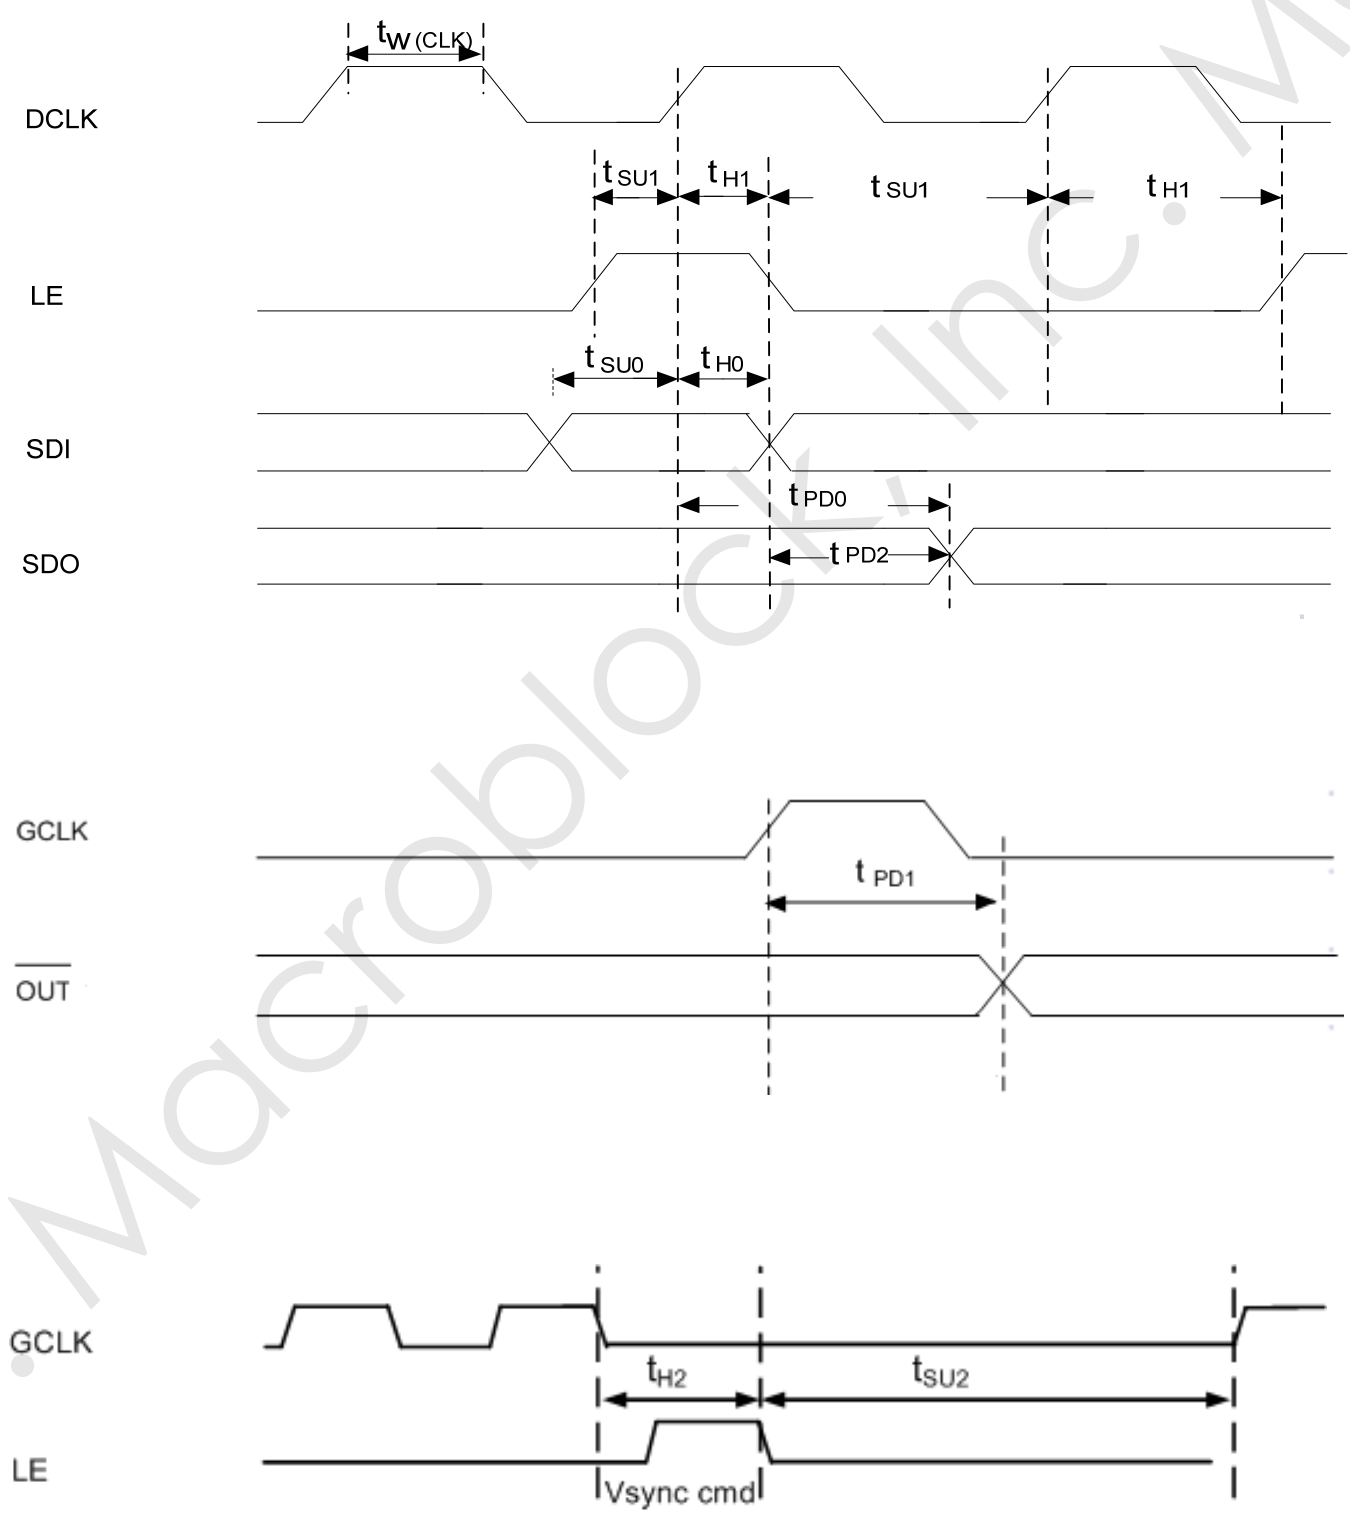 tW (CLK)
DCLK
tSU1 tH1 tSU1 tH1
LE
tSU0 tH0
SDI
tPD0
SDO
tPD2
GCLK
tPD1
OUT
GCLK
tH2 tSU2
LE
Vsync cmd
Macroblock, Inc.